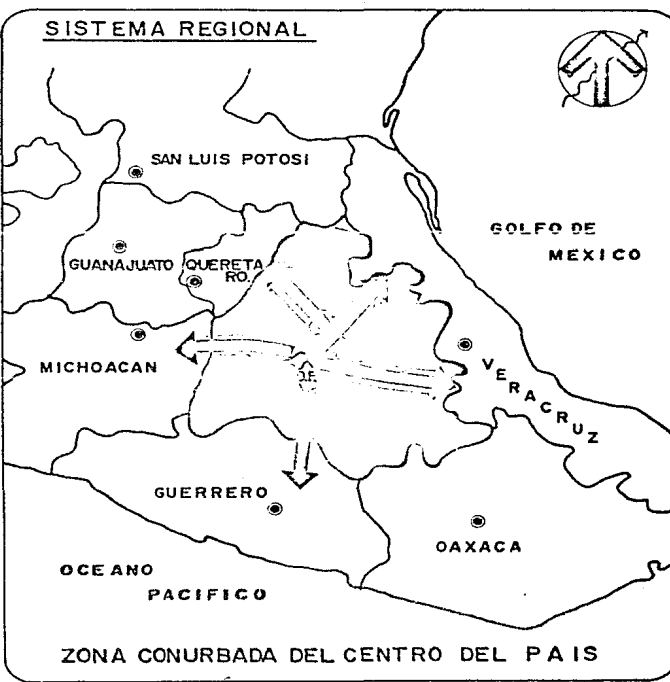 SISTEMA REGIONAL
SAN LUIS POTOSI
GOLFO DE
MEXICO
GUANAJUATO
QUERETA
RO.
MICHOACAN
D.F.
VERACRUZ
GUERRERO
OAXACA
OCEANO
PACIFICO
ZONA CONURBADA DEL CENTRO DEL PAIS